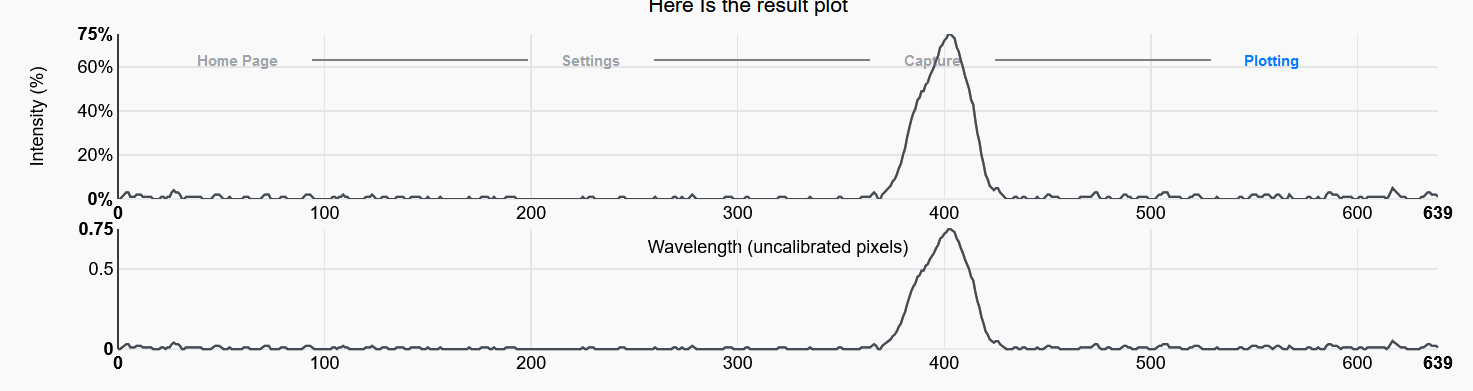 Here Is the result plot
75%
Home Page Settings Capture Plotting
60%
40%
20%
0%
Intensity (%)
0 100 200 300 400 500 600 639
0.75
Wavelength (uncalibrated pixels)
0.5
0
0 100 200 300 400 500 600 639